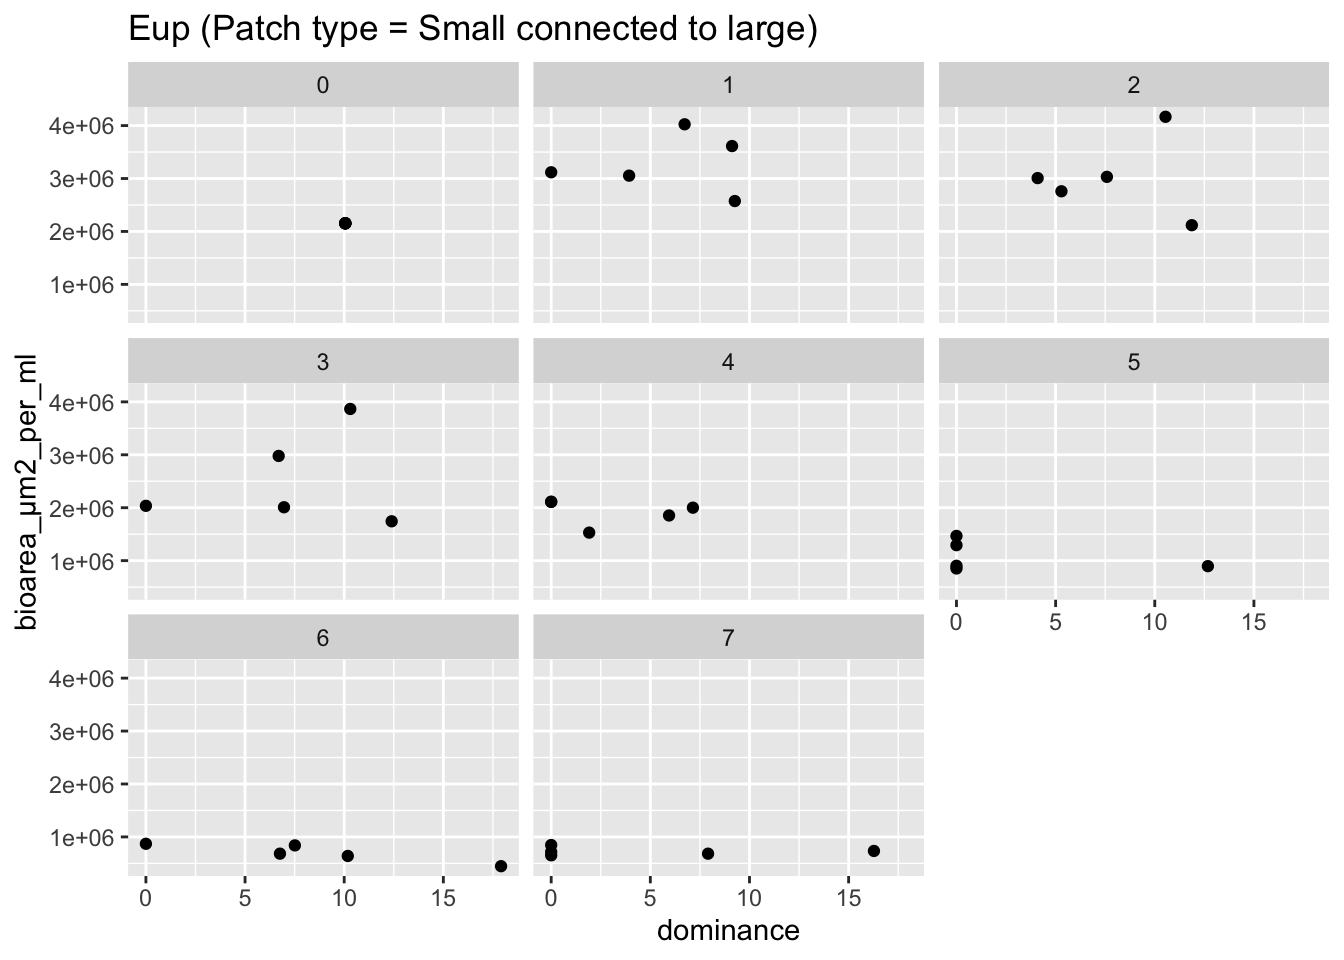 Eup (Patch type = Small connected to large)
0 1 2
4e+06
3e+06
2e+06
1e+06
3 4 5
4e+06
3e+06
2e+06
1e+06
0 5 10 15
6 7
4e+06
3e+06
2e+06
1e+06
0 5 10 15 0 5 10 15
dominance
bioarea_µm2_per_ml